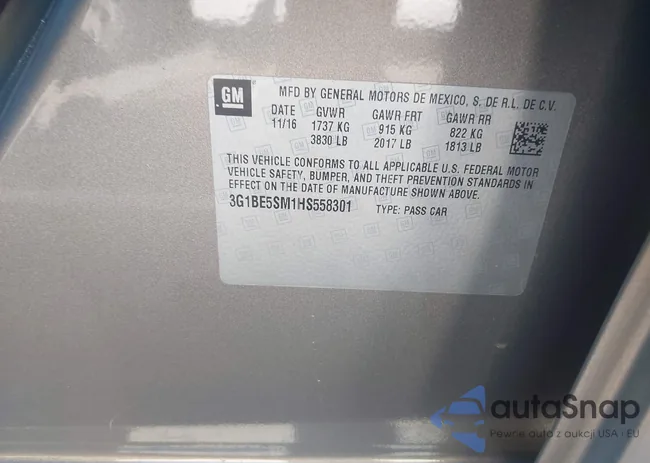 GM
MFD BY GENERAL MOTORS DE MEXICO, S. DE R.L. DE C.V.
DATE GVWR GAWR FRT GAWR RR
11/16 1737 KG 915 KG 822 KG
3830 LB 2017 LB 1813 LB
THIS VEHICLE CONFORMS TO ALL APPLICABLE U.S. FEDERAL MOTOR
VEHICLE SAFETY, BUMPER, AND THEFT PREVENTION STANDARDS IN
EFFECT ON THE DATE OF MANUFACTURE SHOWN ABOVE.
3G1BE5SM1HS558301 TYPE: PASS CAR
autaSnap
Pewne auto z aukcji USA i EU